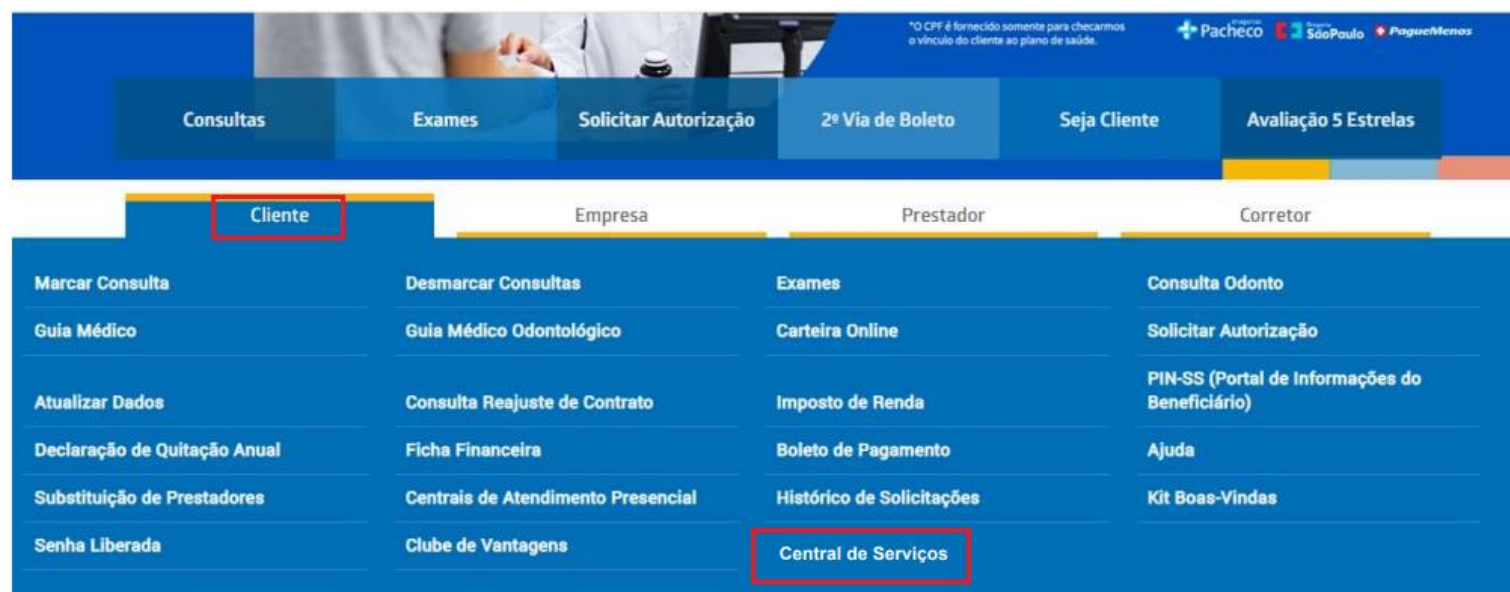 *O CPF é fornecido somente para checarmos
o vínculo do cliente ao plano de saúde.
drogarias
Pacheco
Drogaria
SãoPaulo
PagueMenos
Consultas
Exames
Solicitar Autorização
2º Via de Boleto
Seja Cliente
Avaliação 5 Estrelas
Cliente
Empresa
Prestador
Corretor
Marcar Consulta
Desmarcar Consultas
Exames
Consulta Odonto
Guia Médico
Guia Médico Odontológico
Carteira Online
Solicitar Autorização
Atualizar Dados
Consulta Reajuste de Contrato
Imposto de Renda
PIN-SS (Portal de Informações do
Beneficiário)
Declaração de Quitação Anual
Ficha Financeira
Boleto de Pagamento
Ajuda
Substituição de Prestadores
Centrais de Atendimento Presencial
Histórico de Solicitações
Kit Boas-Vindas
Senha Liberada
Clube de Vantagens
Central de Serviços